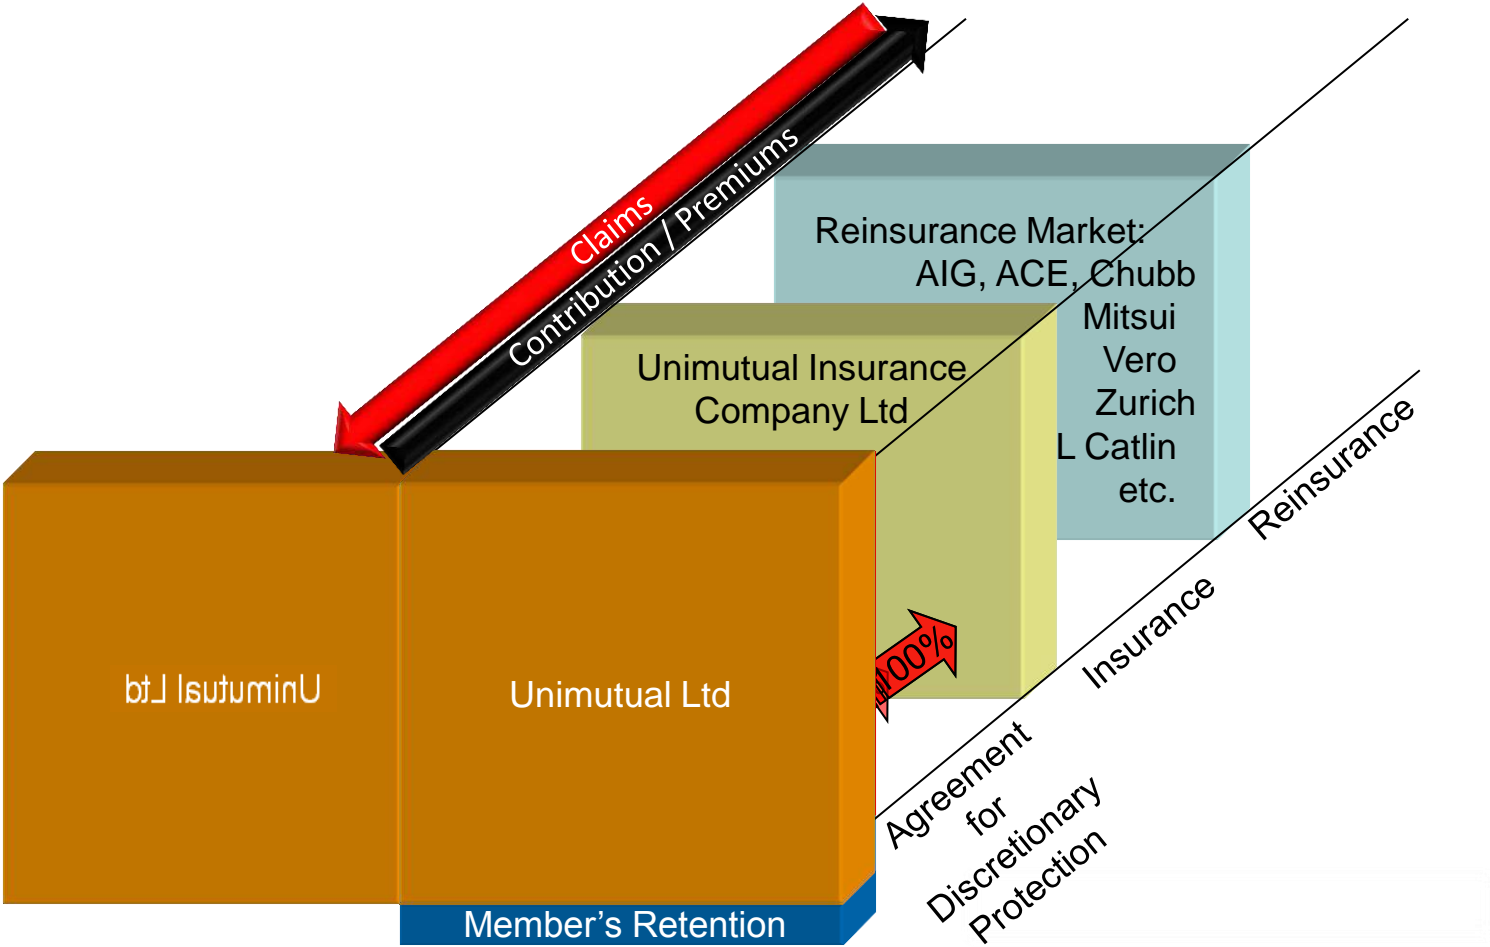 Claims
Contribution / Premiums
Reinsurance Market:
AIG, ACE, Chubb
Mitsui
Vero
Zurich
L Catlin
etc.
Unimutual Insurance
Company Ltd
Unimutual Ltd
Unimutual Ltd
100%
Member’s Retention
Agreement
for
Discretionary
Protection
Insurance
Reinsurance